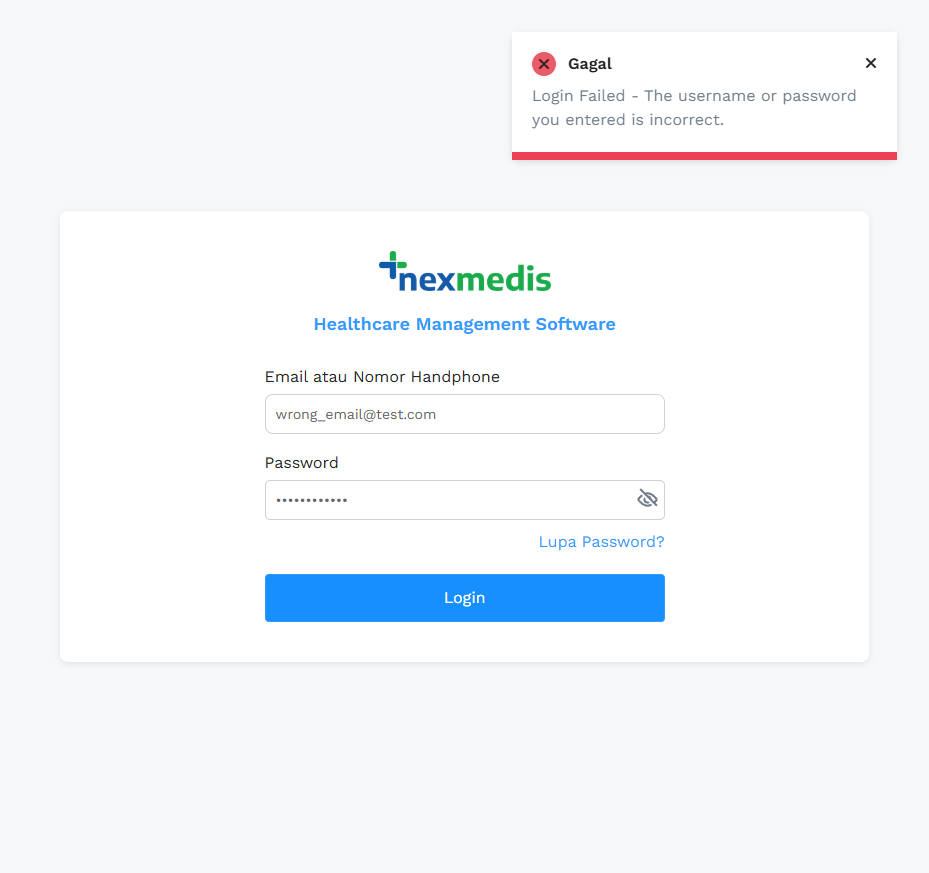 Gagal
Login Failed - The username or password
you entered is incorrect.
nexmedis
Healthcare Management Software
Email atau Nomor Handphone
wrong_email@test.com
Password
••••••••••••
Lupa Password?
Login